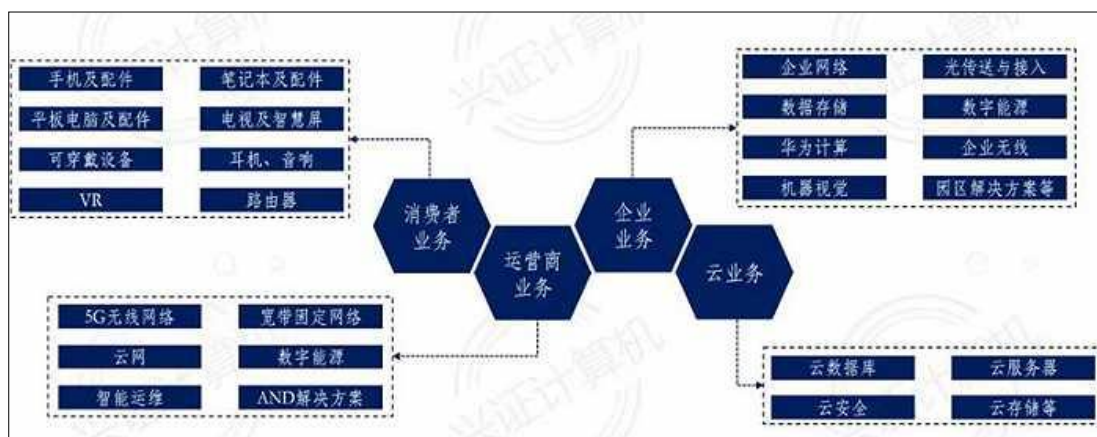 手机及配件
笔记本及配件
平板电脑及配件
电视及智慧屏
可穿戴设备
耳机、音响
VR
路由器
企业网络
光传送与接入
数据存储
数字能源
华为计算
企业无线
机器视觉
园区解决方案等
消费者
业务
运营商
业务
企业
业务
云业务
5G无线网络
宽带固定网络
云网
数字能源
智能运维
AND解决方案
云数据库
云服务器
云安全
云存储等
兴证计算机